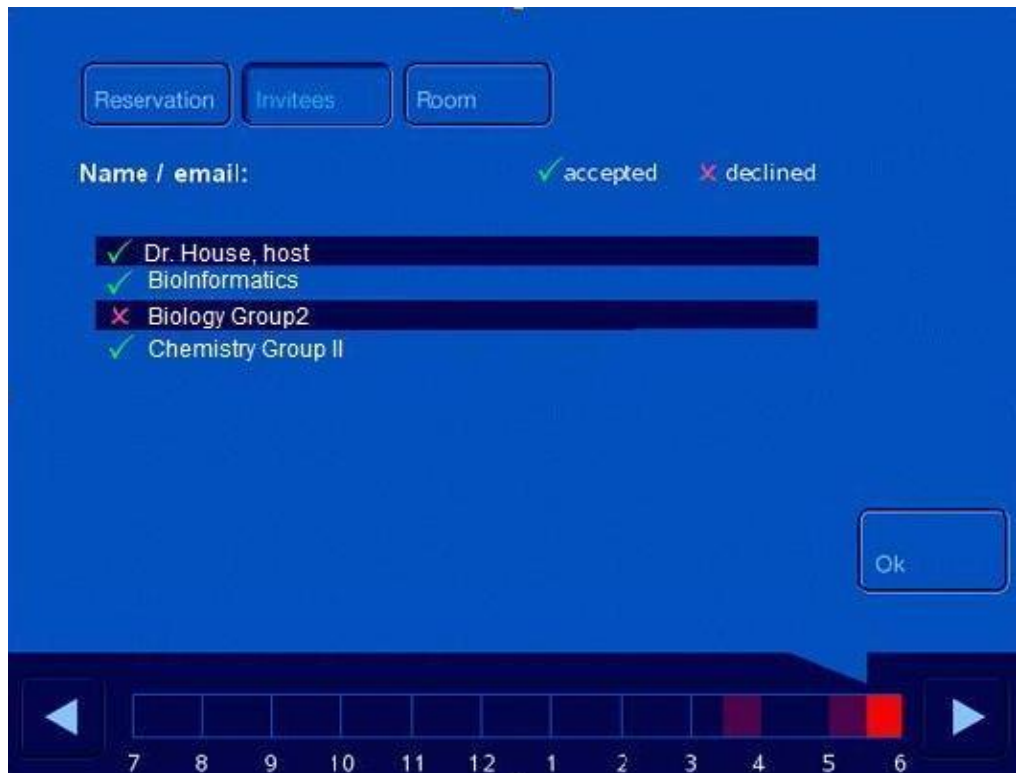 Reservation Invitees Room
Name / email: accepted declined
Dr. House, host
BioInformatics
Biology Group2
Chemistry Group II
Ok
7 8 9 10 11 12 1 2 3 4 5 6